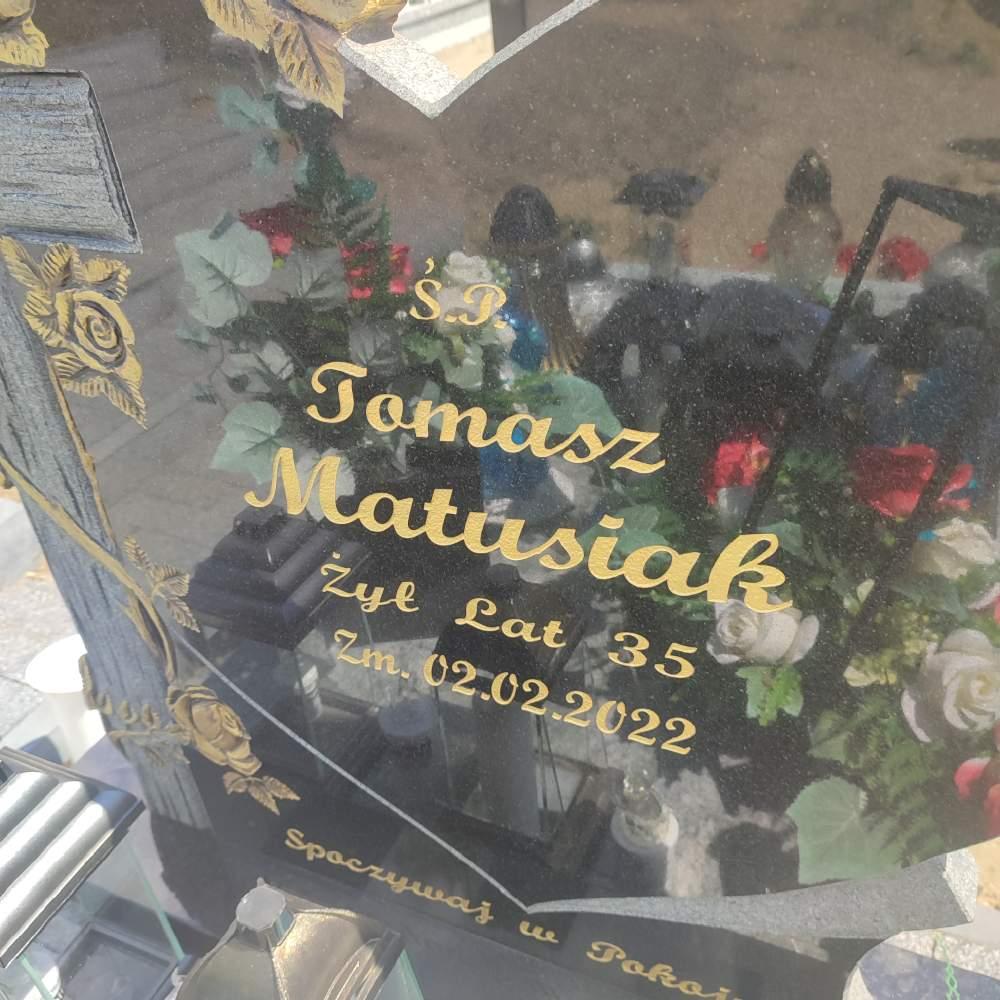 Ś.P.
Tomasz
Matusiak
Żył Lat 35
Zm. 02.02.2022
Spoczywaj w Pokoju